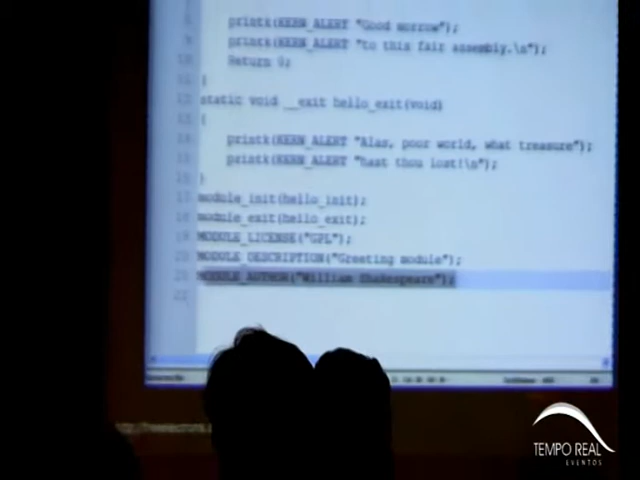 printk(KERN_ALERT "Good morrow");
printk(KERN_ALERT "to this fair assembly.\n");
Return 0;
}
static void __exit hello_exit(void)
{
printk(KERN_ALERT "Alas, poor world, what treasure");
printk(KERN_ALERT "hast thou lost!\n");
}
module_init(hello_init);
module_exit(hello_exit);
MODULE_LICENSE("GPL");
MODULE_DESCRIPTION("Greeting module");
MODULE_AUTHOR("William Shakespeare");
TEMPO REAL
EVENTOS